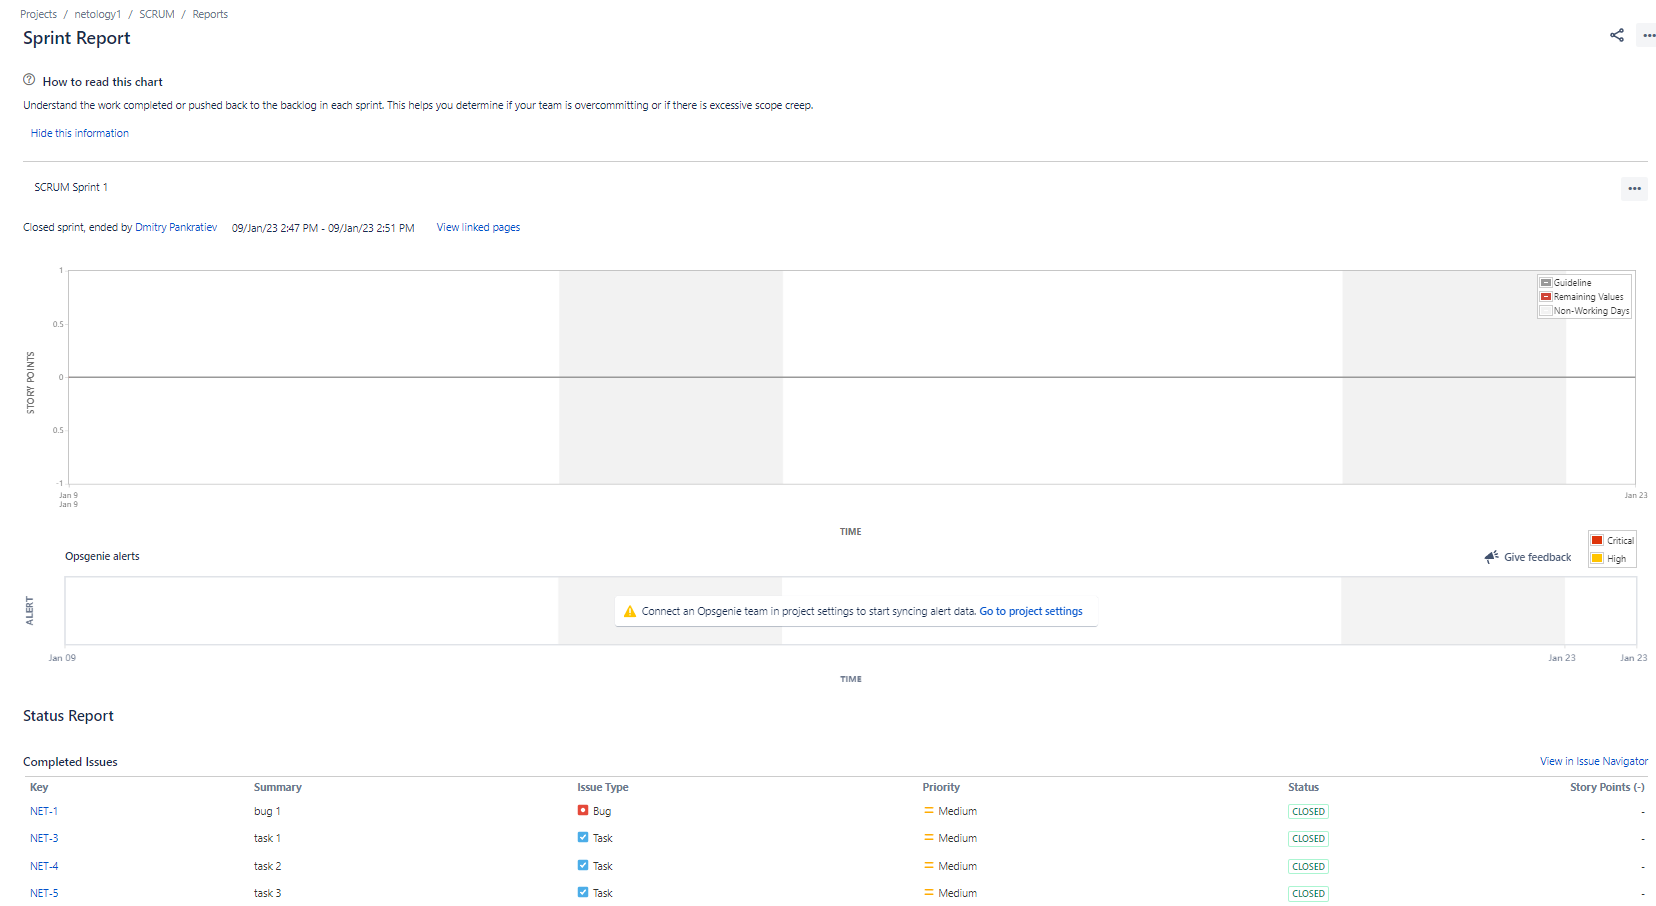 Projects / netology1 / SCRUM / Reports
Sprint Report
How to read this chart
Understand the work completed or pushed back to the backlog in each sprint. This helps you determine if your team is overcommitting or if there is excessive scope creep.
Hide this information
SCRUM Sprint 1
Closed sprint, ended by Dmitry Pankratiev 09/Jan/23 2:47 PM - 09/Jan/23 2:51 PM View linked pages
1
Guideline
Remaining Values
Non-Working Days
0.5
STORY POINTS
0
0.5
-1
Jan 9 Jan 23
Jan 9
TIME
Opsgenie alerts Give feedback
Critical
High
ALERT
Connect an Opsgenie team in project settings to start syncing alert data. Go to project settings
Jan 09 Jan 23 Jan 23
TIME
Status Report
Completed Issues View in Issue Navigator
Key Summary Issue Type Priority Status Story Points (-)
NET-1 bug 1 Bug Medium CLOSED -
NET-3 task 1 Task Medium CLOSED -
NET-4 task 2 Task Medium CLOSED -
NET-5 task 3 Task Medium CLOSED -